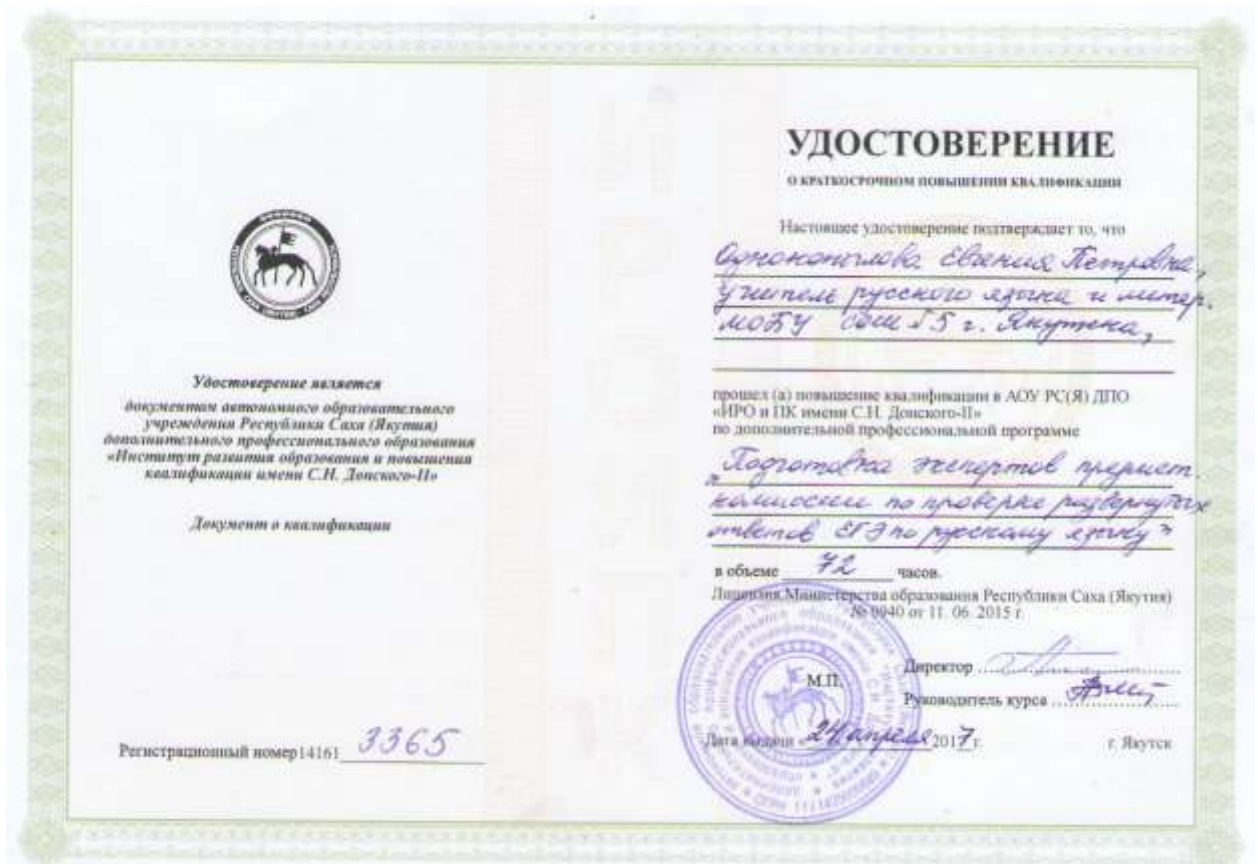 Удостоверение является
документом автономного образовательного
учреждения Республики Саха (Якутия)
дополнительного профессионального образования
«Институт развития образования и повышения
квалификации имени С.Н. Донского-II»
Документ о квалификации
Регистрационный номер 14161 3365
УДОСТОВЕРЕНИЕ
О КРАТКОСРОЧНОМ ПОВЫШЕНИИ КВАЛИФИКАЦИИ
Настоящее удостоверение подтверждает то, что
Евгения Петровна,
учитель русского языка и литер.
МОБУ СОШ №5 г. Якутска,
прошел (а) повышение квалификации в АОУ РС(Я) ДПО
«ИРО и ПК имени С.Н. Донского-II»
по дополнительной профессиональной программе
"Подготовка экспертов предметн.
комиссии по проверке развернутых
ответов ЕГЭ по русскому языку"
в объеме 72 часов.
Лицензия Министерства образования Республики Саха (Якутия)
№ 0940 от 11. 06. 2015 г.
Директор
М.П.
Руководитель курса
Дата выдачи «24 апреля 2017 г. г. Якутск